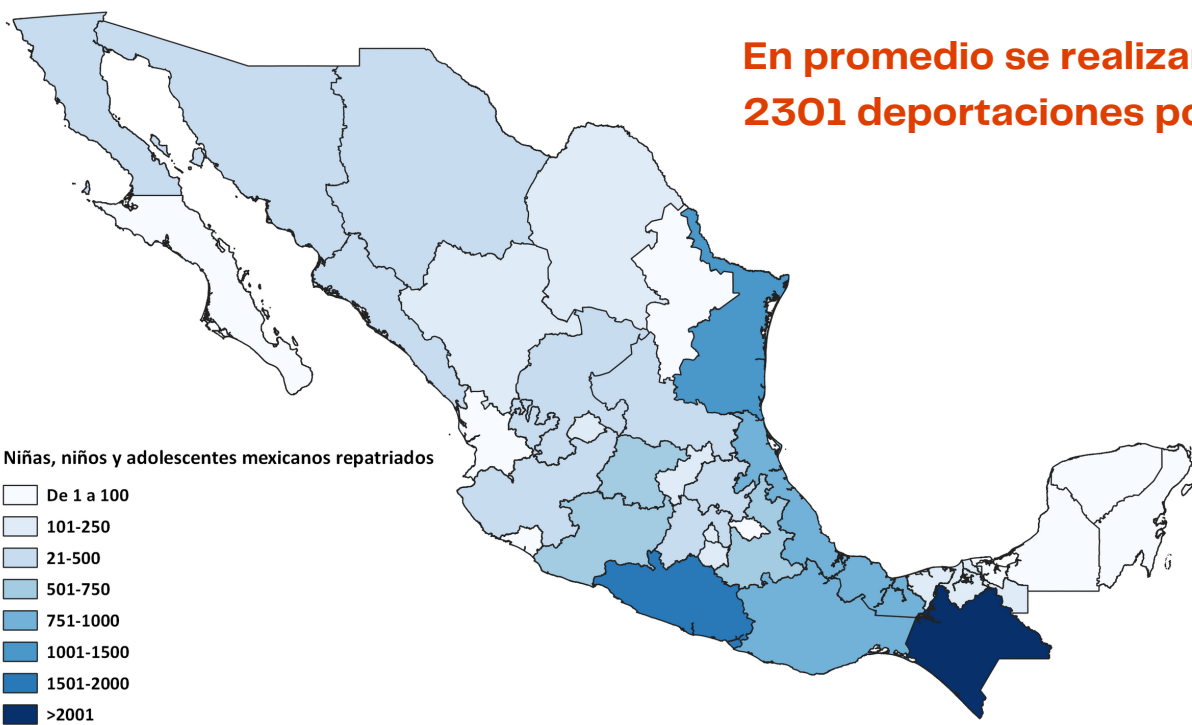 En promedio se realizar
2301 deportaciones po
Niñas, niños y adolescentes mexicanos repatriados
De 1 a 100
101-250
21-500
501-750
751-1000
1001-1500
1501-2000
>2001